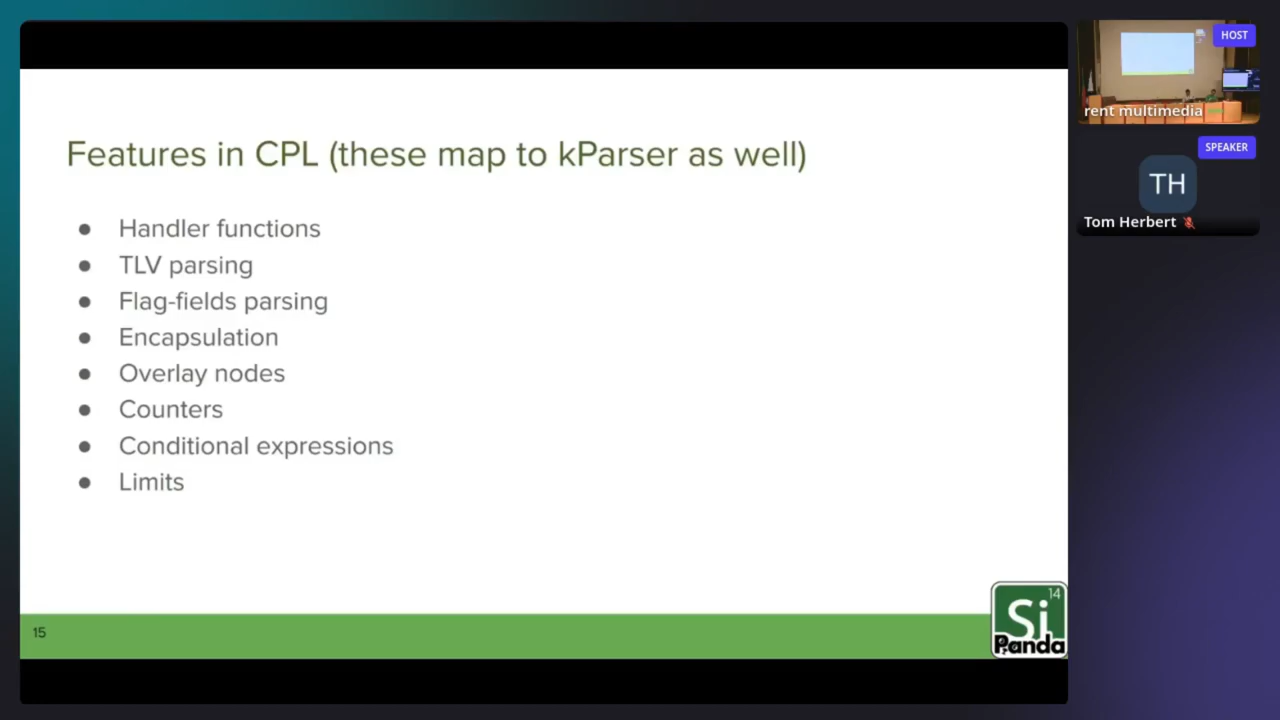 Features in CPL (these map to kParser as well)
● Handler functions
● TLV parsing
● Flag-fields parsing
● Encapsulation
● Overlay nodes
● Counters
● Conditional expressions
● Limits
15
14
Si
Panda
HOST
rent multimedia
SPEAKER
TH
Tom Herbert